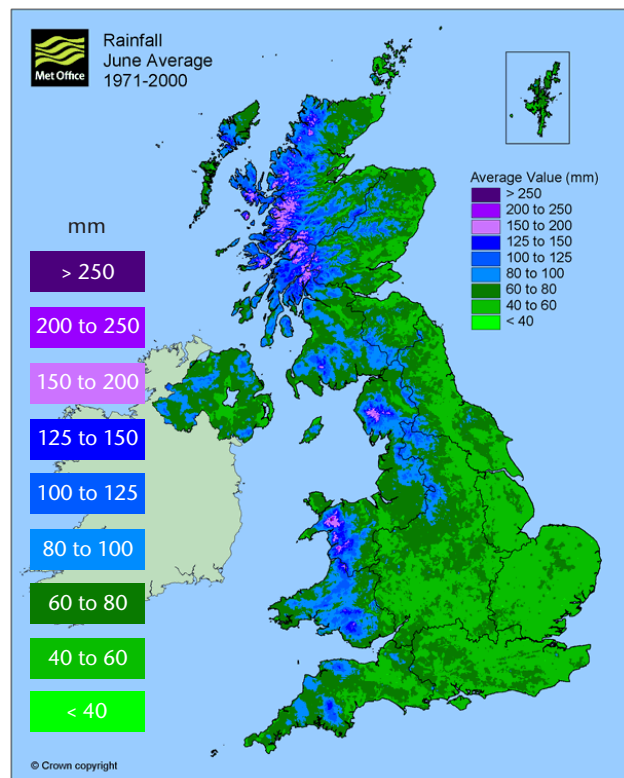 Met Office
Rainfall
June Average
1971-2000
mm
> 250
200 to 250
150 to 200
125 to 150
100 to 125
80 to 100
60 to 80
40 to 60
< 40
Average Value (mm)
> 250
200 to 250
150 to 200
125 to 150
100 to 125
80 to 100
60 to 80
40 to 60
< 40
© Crown copyright